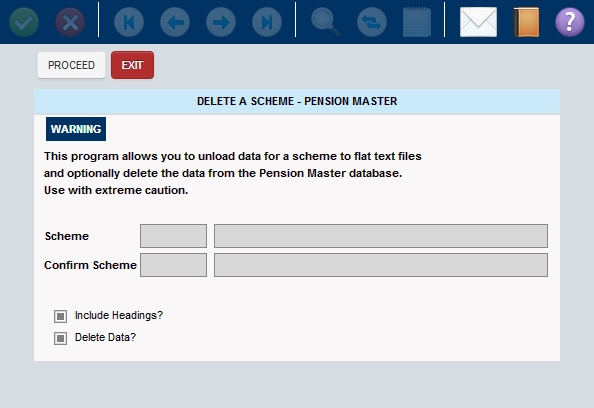 ?
PROCEED EXIT
DELETE A SCHEME - PENSION MASTER
WARNING
This program allows you to unload data for a scheme to flat text files
and optionally delete the data from the Pension Master database.
Use with extreme caution.
Scheme
Confirm Scheme
Include Headings?
Delete Data?